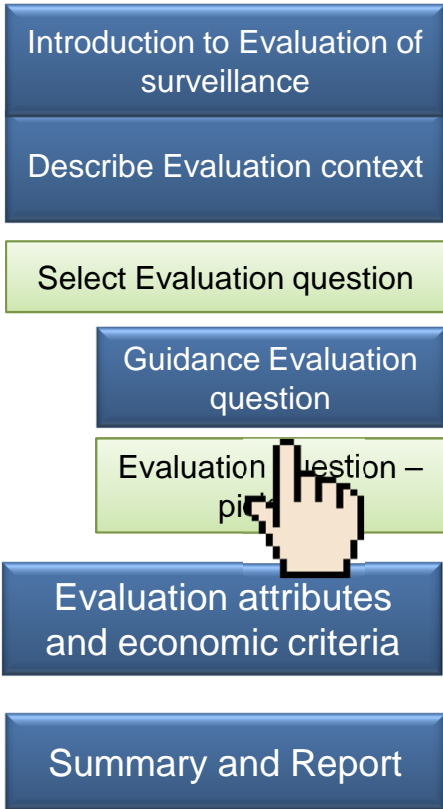 Introduction to Evaluation of
surveillance
Describe Evaluation context
Select Evaluation question
Guidance Evaluation
question
Evaluation question –
Evaluation attributes
and economic criteria
Summary and Report